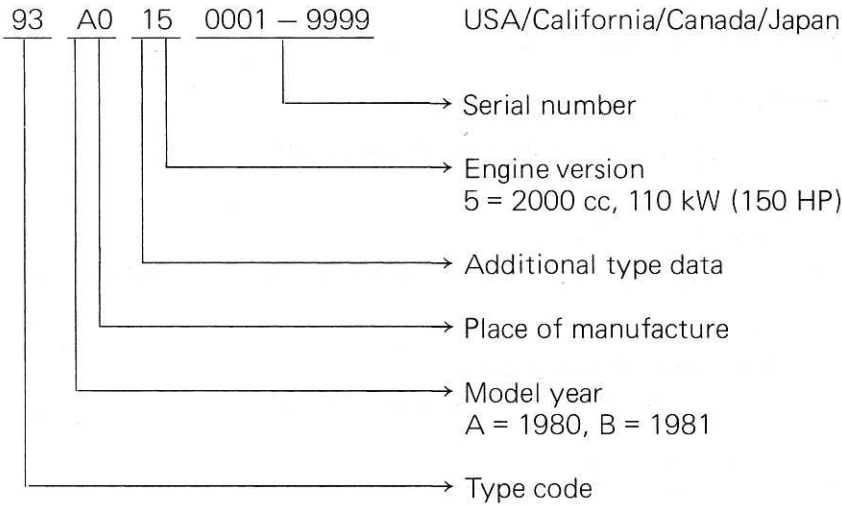 93 A0 15 0001 – 9999 USA/California/Canada/Japan
Serial number
Engine version
5 = 2000 cc, 110 kW (150 HP)
Additional type data
Place of manufacture
Model year
A = 1980, B = 1981
Type code